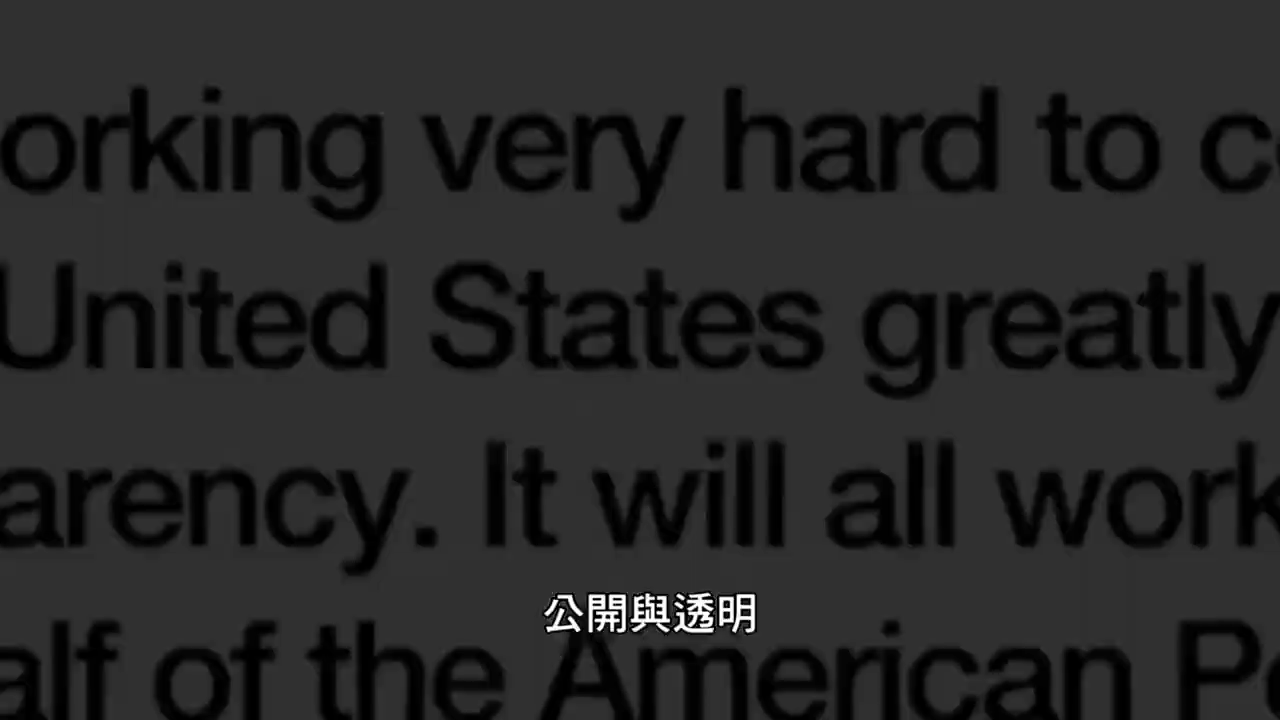 orking very hard to c
United States greatly
arency. It will all work
公開與透明
alf of the American P